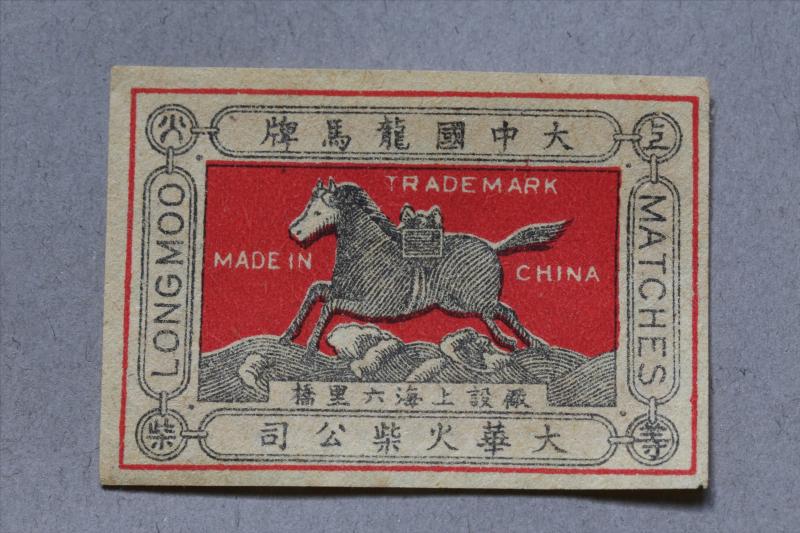 大中國龍馬牌
上等
火柴
LONGMOO
MATCHES
TRADEMARK
MADE IN CHINA
廠設上海六里橋
大華火柴公司